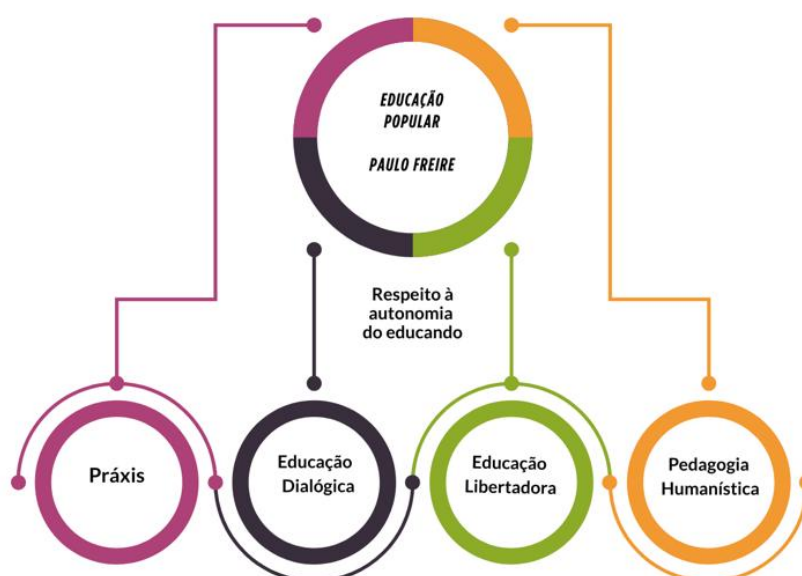 EDUCAÇÃO
POPULAR
PAULO FREIRE
Respeito à
autonomia
do educando
Práxis
Educação
Dialógica
Educação
Libertadora
Pedagogia
Humanística